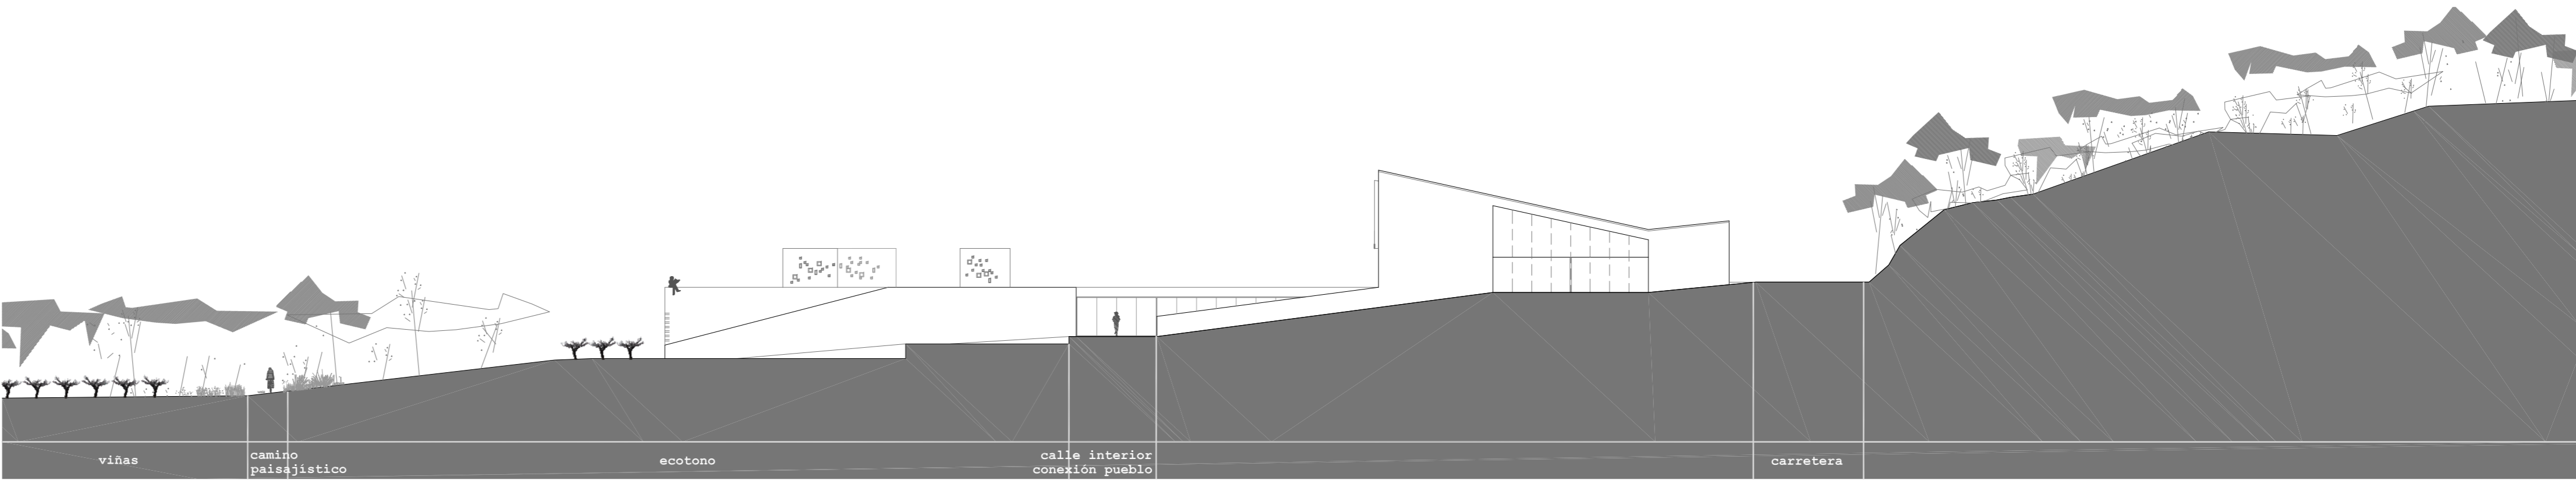 viñas
camino
paisajístico
ecotono
calle interior
conexión pueblo
carretera